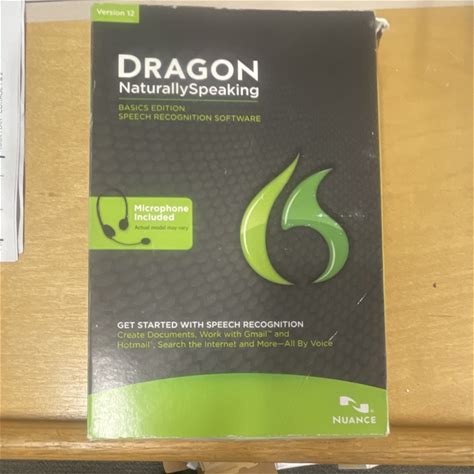 Version 12
DRAGON
NaturallySpeaking
BASICS EDITION
SPEECH RECOGNITION SOFTWARE
Microphone
Included
Actual model may vary
GET STARTED WITH SPEECH RECOGNITION
Create Documents, Work with Gmail™ and
Hotmail®, Search the Internet and More—All By Voice
NUANCE